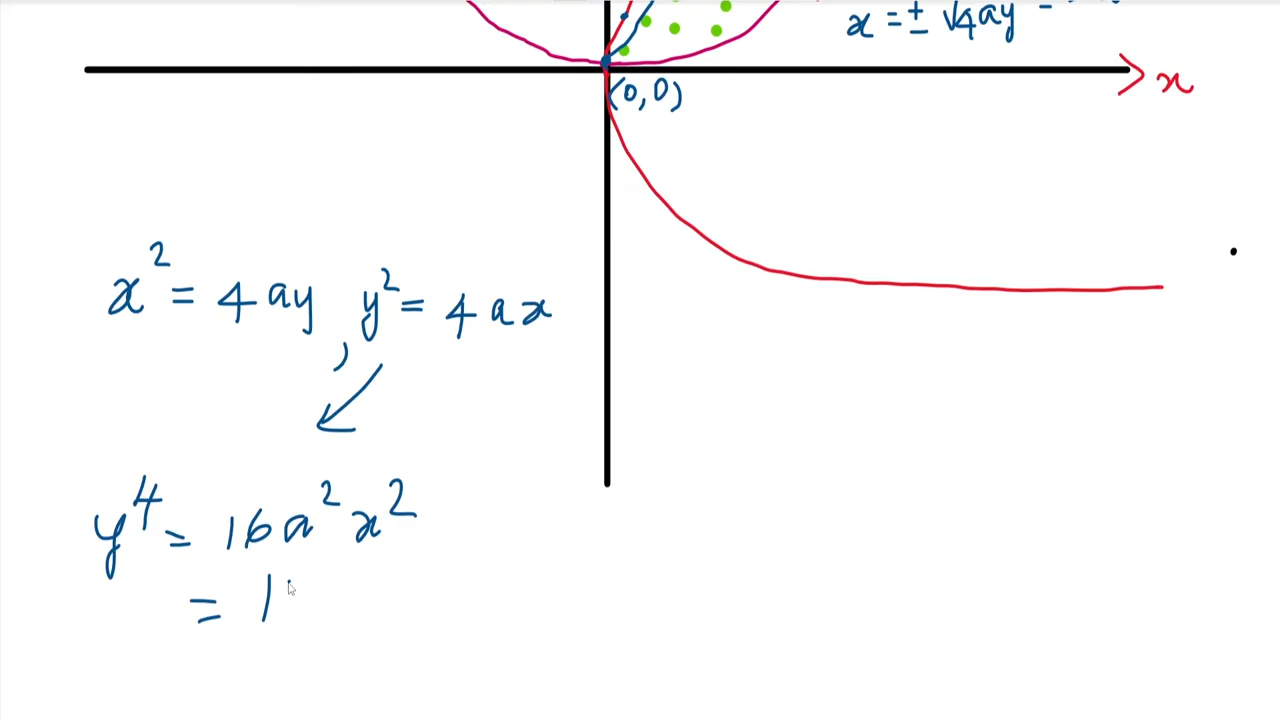 x = ± √4ay
x
(0,0)
x² = 4ay , y² = 4ax
y⁴ = 16a²x²
= 1